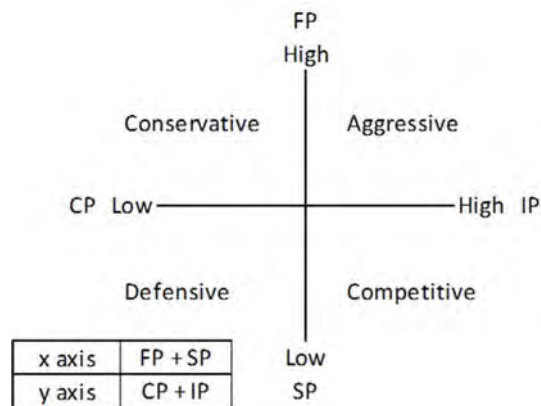 FP
High
Conservative Aggressive
CP Low High IP
Defensive Competitive
x axis FP + SP
y axis CP + IP
Low
SP